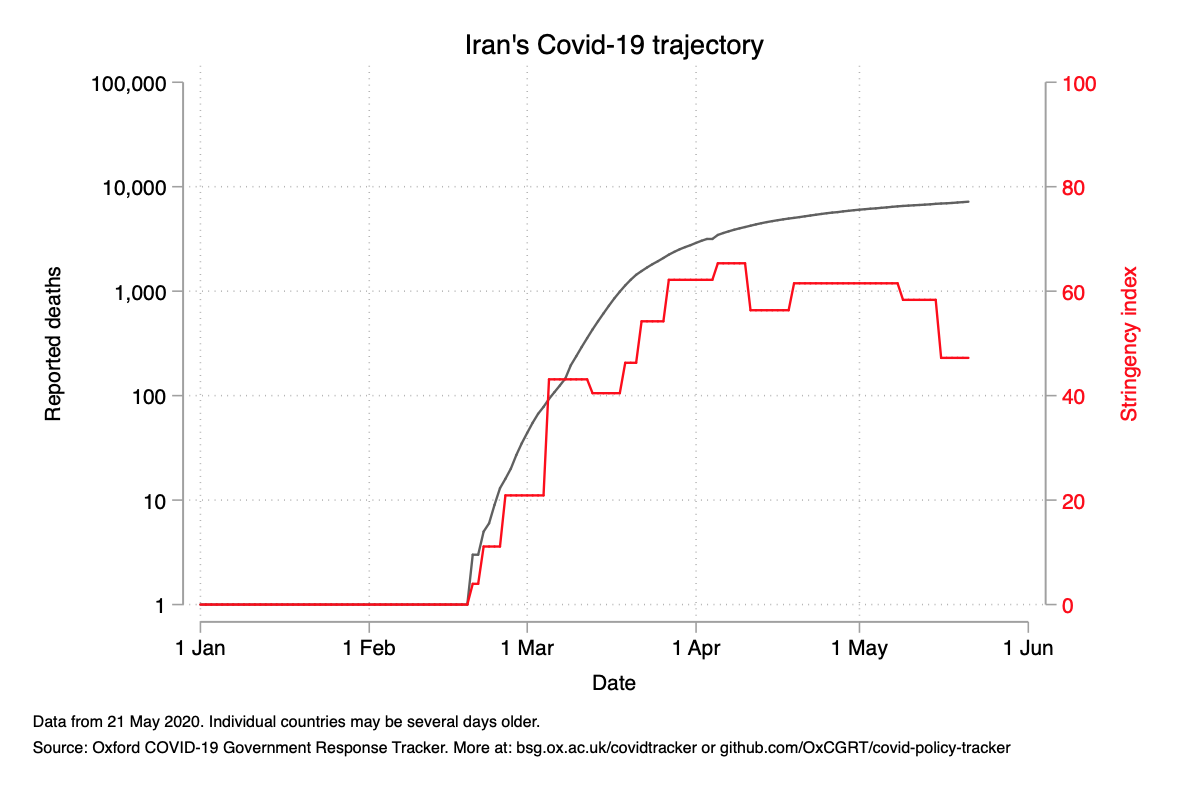 Iran's Covid-19 trajectory
100,000
10,000
1,000
100
10
1
Reported deaths
100
80
60
40
20
0
Stringency index
1 Jan
1 Feb
1 Mar
1 Apr
1 May
1 Jun
Date
Data from 21 May 2020. Individual countries may be several days older.
Source: Oxford COVID-19 Government Response Tracker. More at: bsg.ox.ac.uk/covidtracker or github.com/OxCGRT/covid-policy-tracker